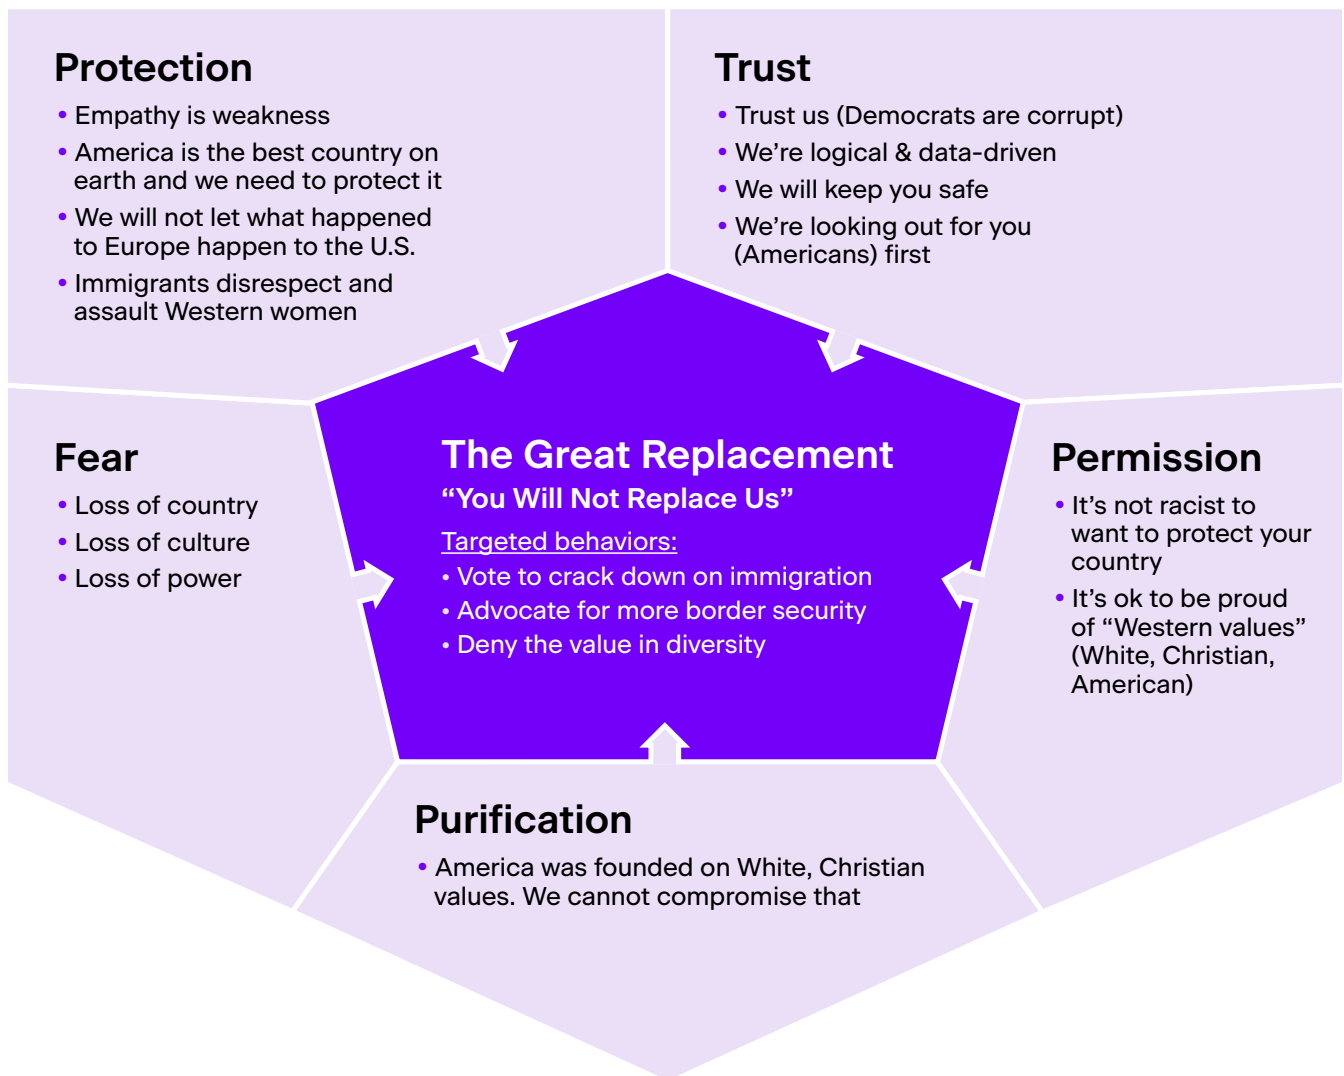 Protection
• Empathy is weakness
• America is the best country on
earth and we need to protect it
• We will not let what happened
to Europe happen to the U.S.
• Immigrants disrespect and
assault Western women
Trust
• Trust us (Democrats are corrupt)
• We’re logical & data-driven
• We will keep you safe
• We’re looking out for you
(Americans) first
Fear
• Loss of country
• Loss of culture
• Loss of power
The Great Replacement
“You Will Not Replace Us”
Targeted behaviors:
• Vote to crack down on immigration
• Advocate for more border security
• Deny the value in diversity
Permission
• It’s not racist to
want to protect your
country
• It’s ok to be proud
of “Western values”
(White, Christian,
American)
Purification
• America was founded on White, Christian
values. We cannot compromise that